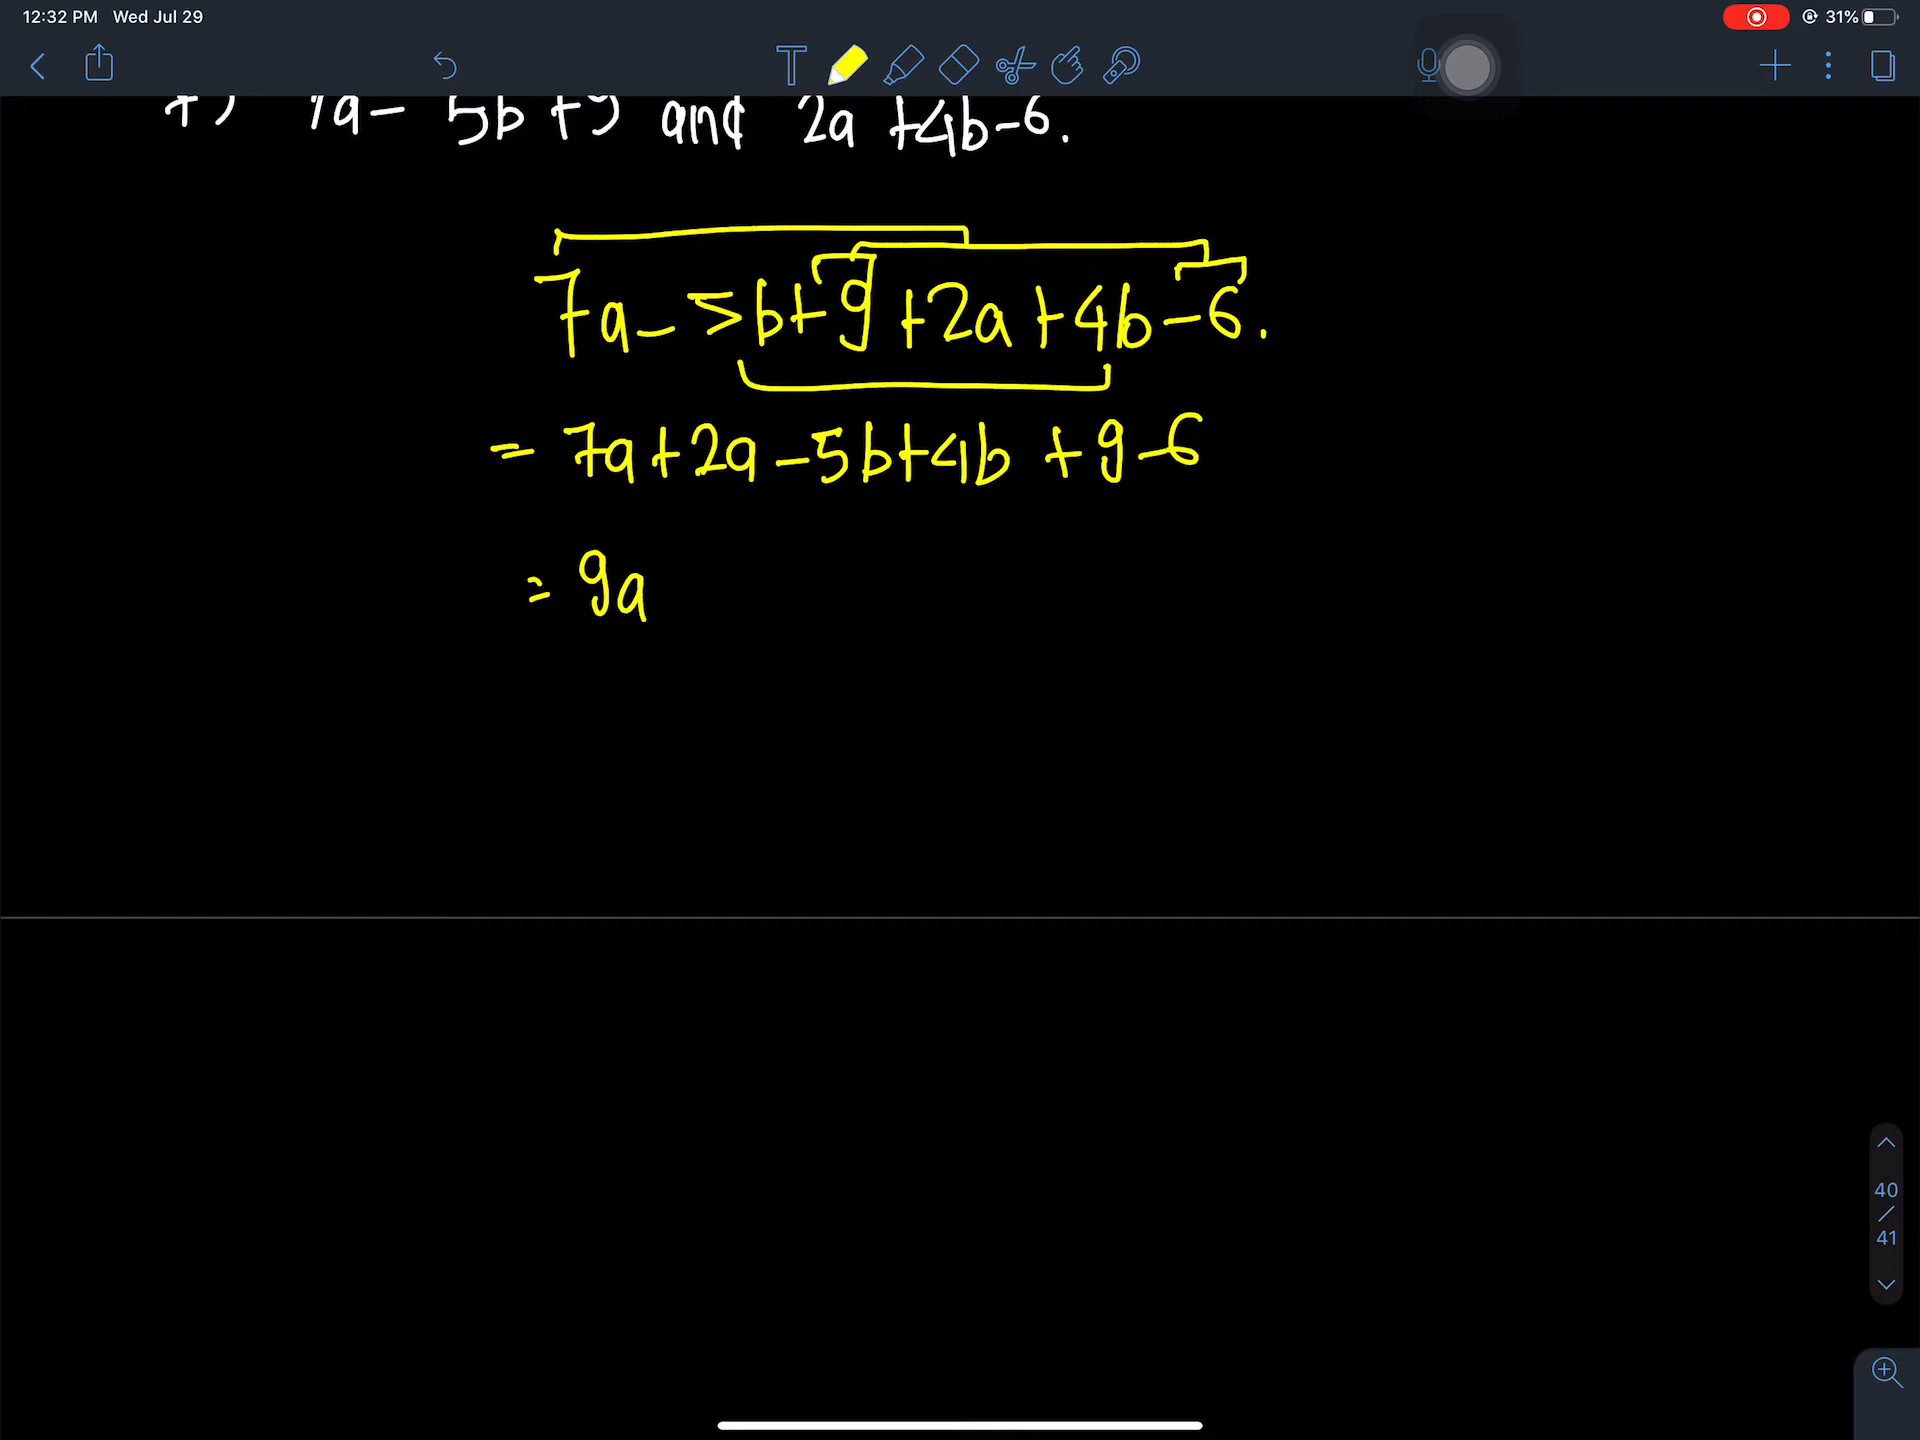 12:32 PM Wed Jul 29 31%
7a - 5b + 9 and 2a + 4b - 6.
7a - 5b + 9 + 2a + 4b - 6.
= 7a + 2a - 5b + 4b + 9 - 6
= 9a
40
/
41